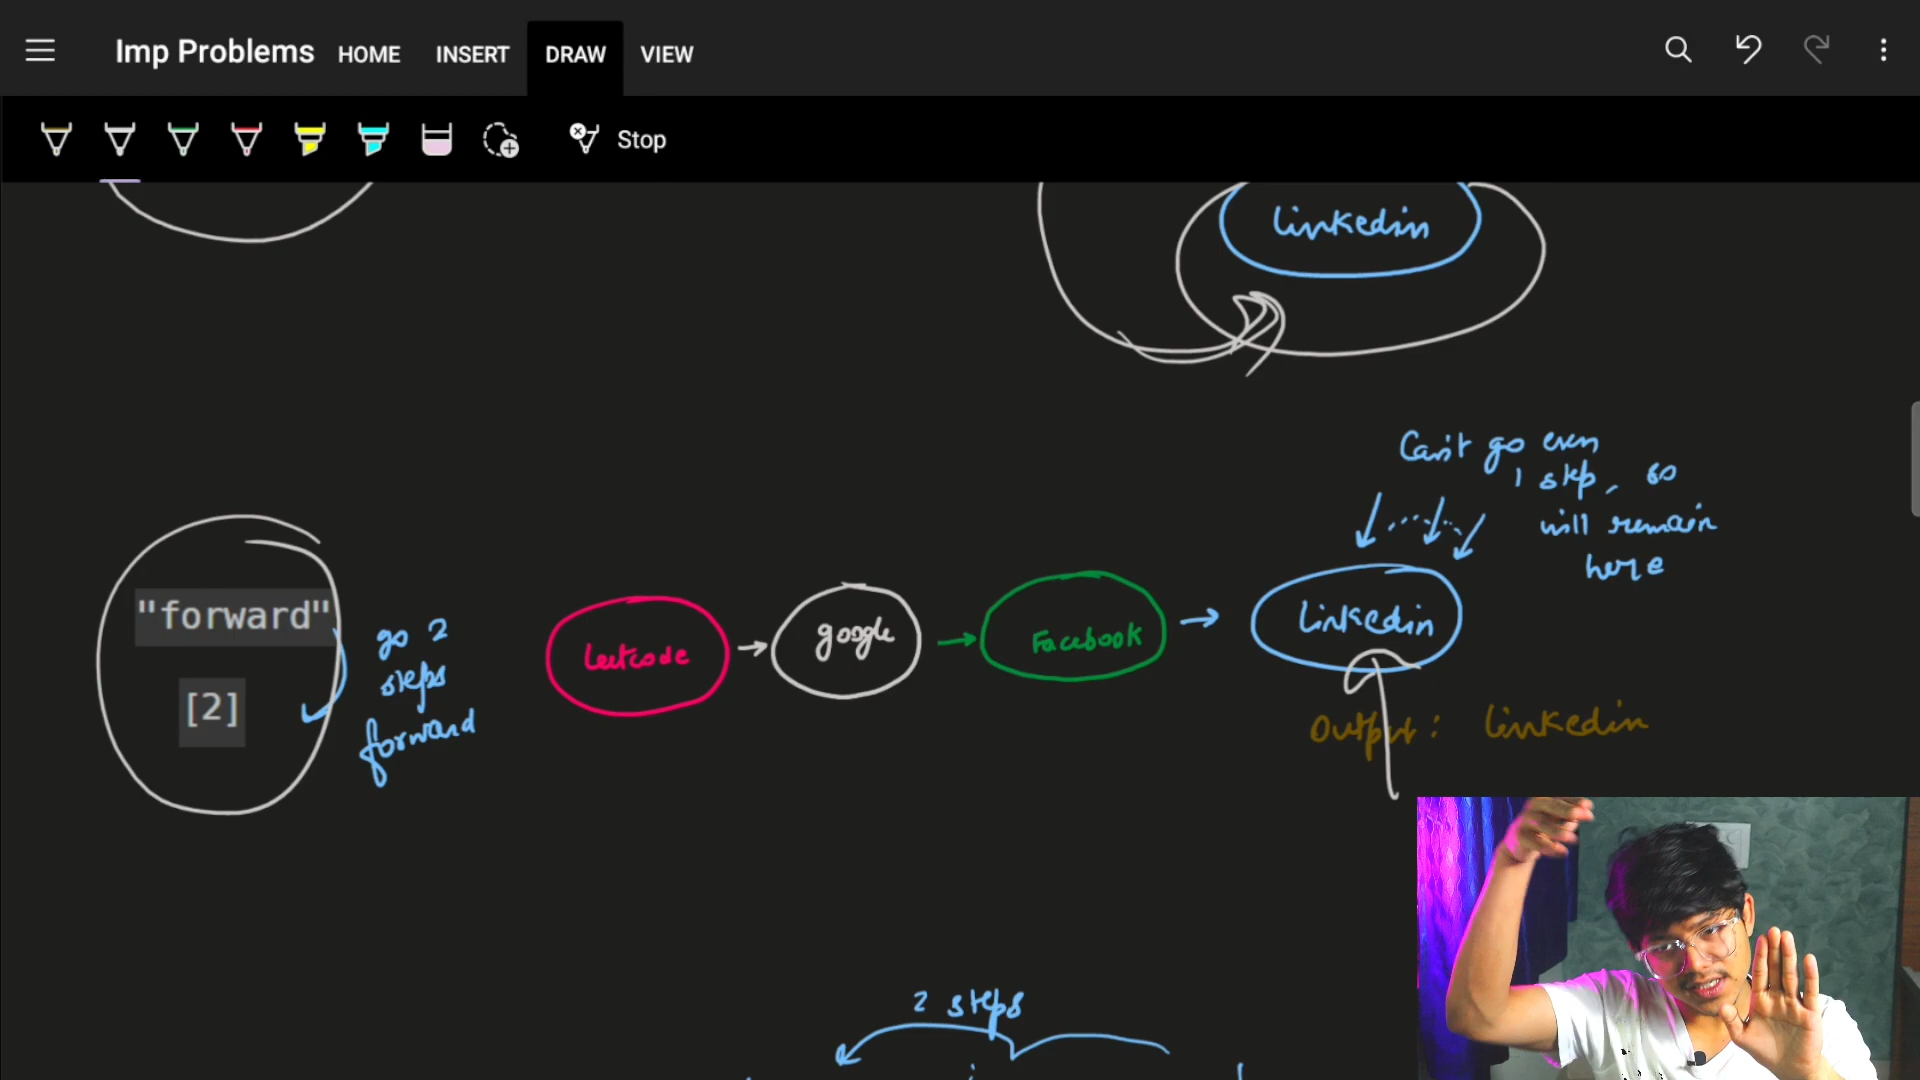 Imp Problems HOME INSERT DRAW VIEW
Stop
linkedin
Can't go even
1 step, so
will remain
here
"forward"
[2]
go 2
steps
forward
leetcode
google
Facebook
linkedin
Output: linkedin
2 steps